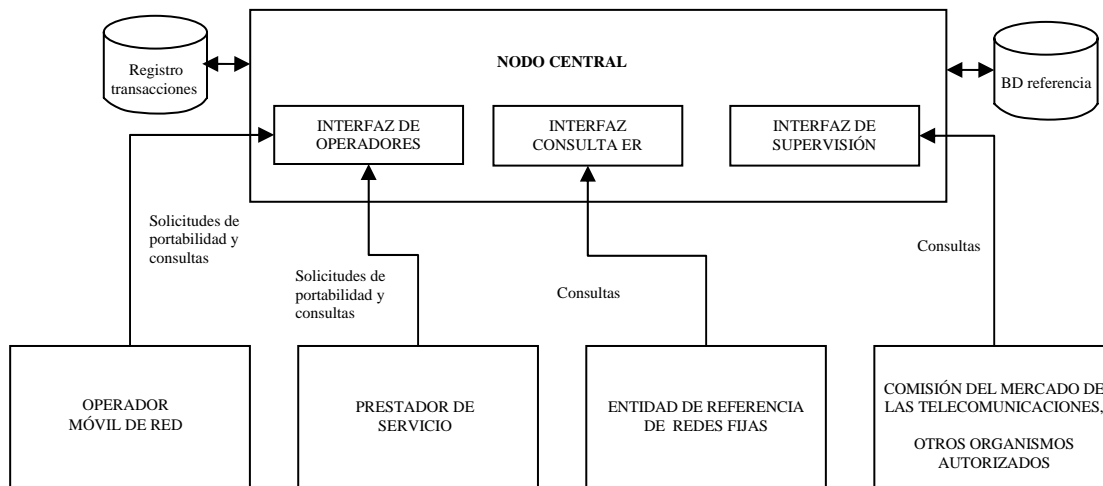 Registro
transacciones
NODO CENTRAL
BD referencia
INTERFAZ DE
OPERADORES
INTERFAZ
CONSULTA ER
INTERFAZ DE
SUPERVISIÓN
Solicitudes de
portabilidad y
consultas
Solicitudes de
portabilidad y
consultas
Consultas
Consultas
OPERADOR
MÓVIL DE RED
PRESTADOR DE
SERVICIO
ENTIDAD DE REFERENCIA
DE REDES FIJAS
COMISIÓN DEL MERCADO DE
LAS TELECOMUNICACIONES,
OTROS ORGANISMOS
AUTORIZADOS